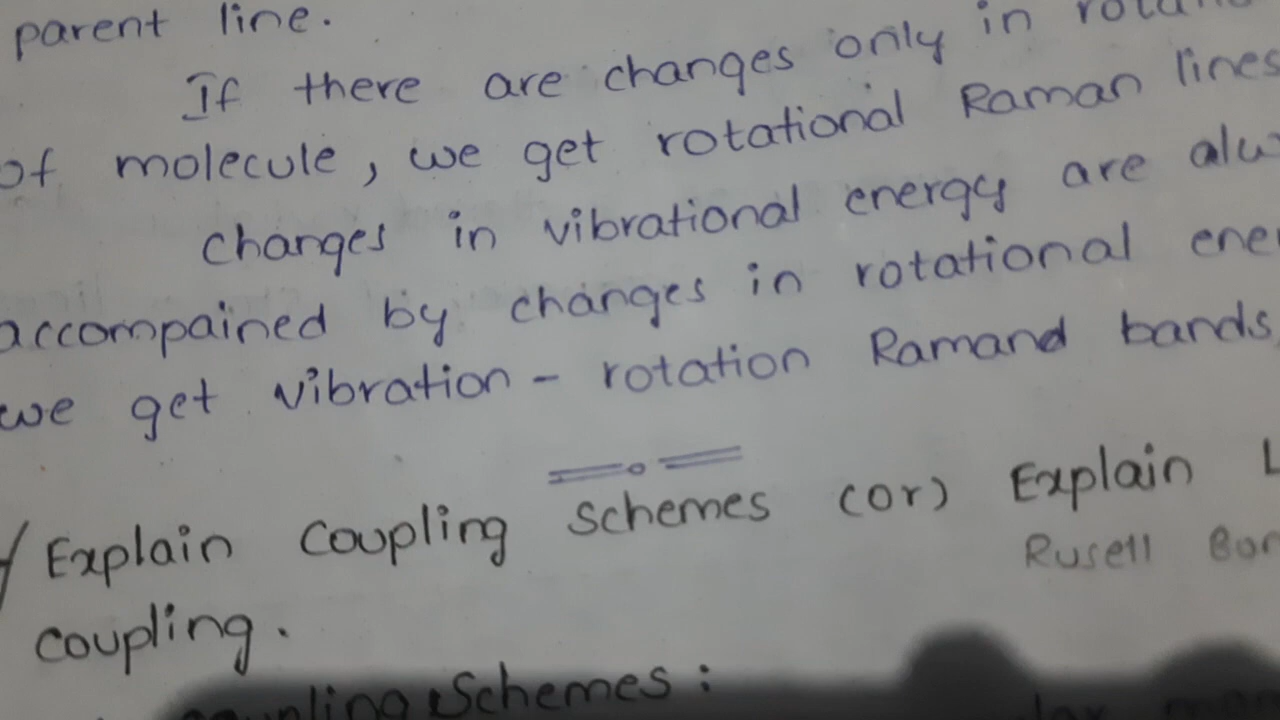 parent line.
If there are changes only in
of molecule, we get rotational Raman lines
changes in vibrational energy are
accompained by changes in rotational
we get vibration - rotation Ramand bands,
Explain coupling schemes (or) Explain L
Rusell
coupling.
coupling Schemes: